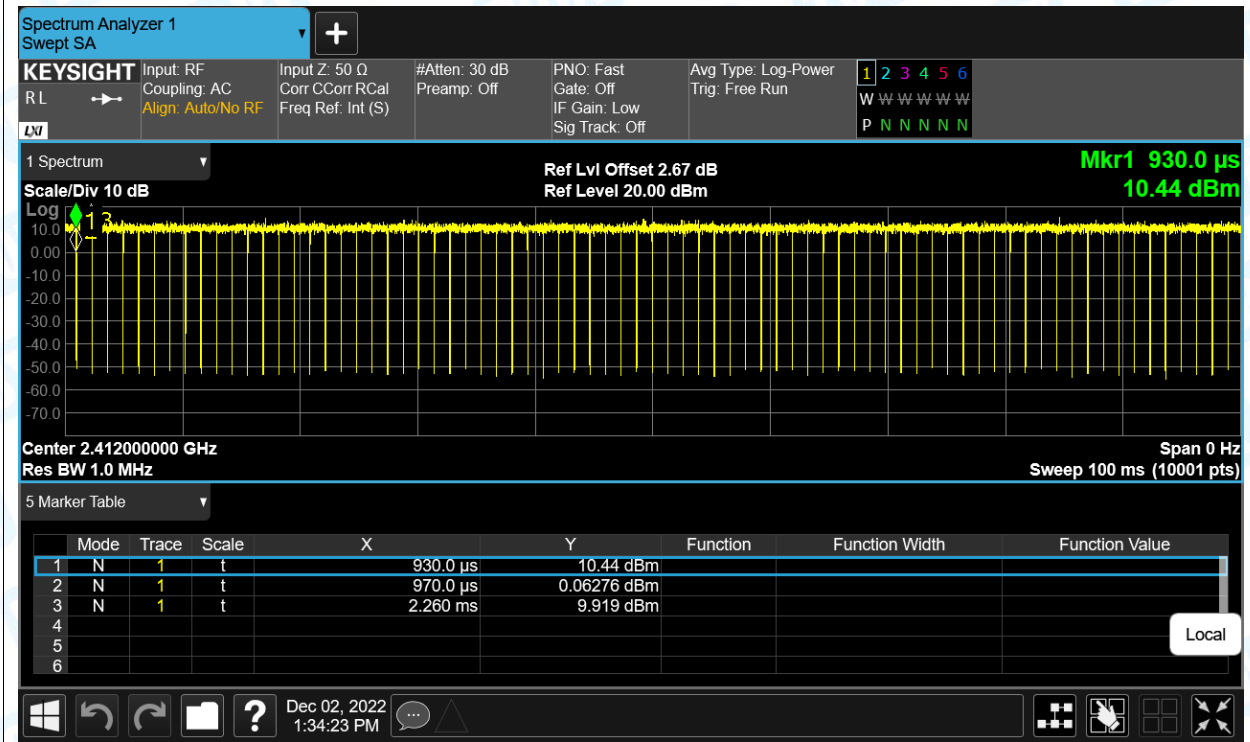 Spectrum Analyzer 1
Swept SA
+
KEYSIGHT Input: RF Input Z: 50 Ω #Atten: 30 dB PNO: Fast Avg Type: Log-Power 1 2 3 4 5 6
R L Coupling: AC Corr CCorr RCal Preamp: Off Gate: Off Trig: Free Run W W W W W W
Align: Auto/No RF Freq Ref: Int (S) IF Gain: Low P N N N N N
LXI Sig Track: Off
1 Spectrum Ref Lvl Offset 2.67 dB Mkr1 930.0 µs
Scale/Div 10 dB Ref Level 20.00 dBm 10.44 dBm
Log
1 3
10.0
0.00
-10.0
-20.0
-30.0
-40.0
-50.0
-60.0
-70.0
Center 2.412000000 GHz Span 0 Hz
Res BW 1.0 MHz Sweep 100 ms (10001 pts)
5 Marker Table
Mode Trace Scale X Y Function Function Width Function Value
1 N 1 t 930.0 µs 10.44 dBm
2 N 1 t 970.0 µs 0.06276 dBm
3 N 1 t 2.260 ms 9.919 dBm
4
5
6
Local
? Dec 02, 2022
1:34:23 PM